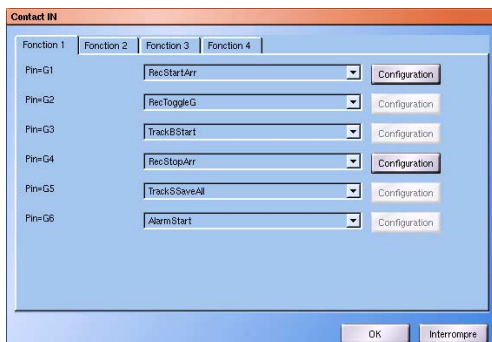 Contact IN
Fonction 1 Fonction 2 Fonction 3 Fonction 4
Pin=G1 RecStartArr Configuration
Pin=G2 RecToggleG Configuration
Pin=G3 TrackBStart Configuration
Pin=G4 RecStopArr Configuration
Pin=G5 TrackSSaveAll Configuration
Pin=G6 AlarmStart Configuration
OK Interrompre